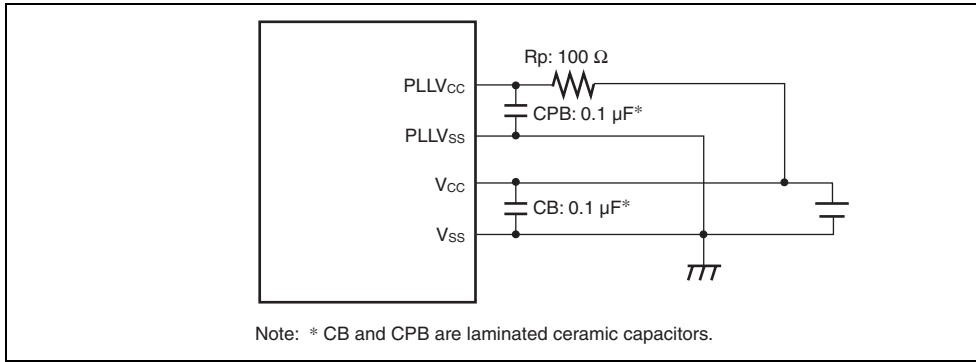 Rp: 100 Ω
PLLVCC
CPB: 0.1 µF*
PLLVSS
VCC
CB: 0.1 µF*
VSS
Note: * CB and CPB are laminated ceramic capacitors.